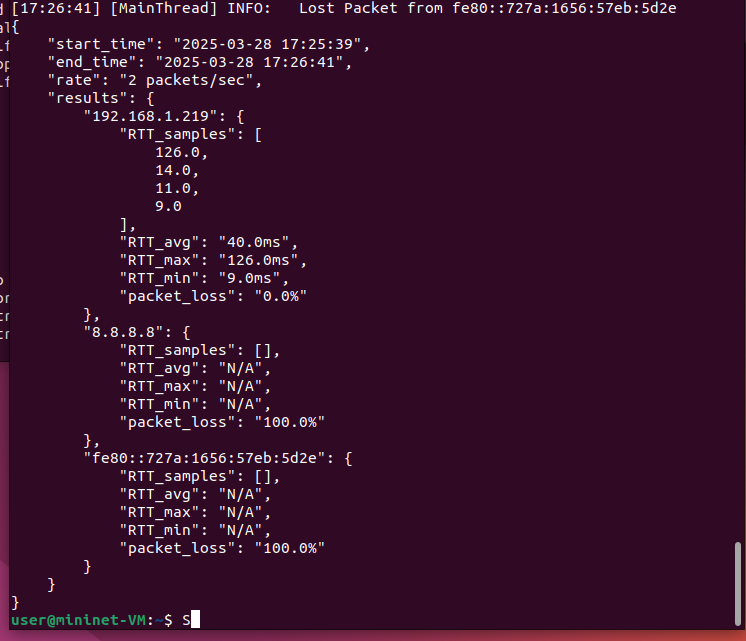 [17:26:41] [MainThread] INFO:   Lost Packet from fe80::727a:1656:57eb:5d2e
{
    "start_time": "2025-03-28 17:25:39",
    "end_time": "2025-03-28 17:26:41",
    "rate": "2 packets/sec",
    "results": {
        "192.168.1.219": {
            "RTT_samples": [
                126.0,
                14.0,
                11.0,
                9.0
            ],
            "RTT_avg": "40.0ms",
            "RTT_max": "126.0ms",
            "RTT_min": "9.0ms",
            "packet_loss": "0.0%"
        },
        "8.8.8.8": {
            "RTT_samples": [],
            "RTT_avg": "N/A",
            "RTT_max": "N/A",
            "RTT_min": "N/A",
            "packet_loss": "100.0%"
        },
        "fe80::727a:1656:57eb:5d2e": {
            "RTT_samples": [],
            "RTT_avg": "N/A",
            "RTT_max": "N/A",
            "RTT_min": "N/A",
            "packet_loss": "100.0%"
        }
    }
}
user@mininet-VM:~$ S